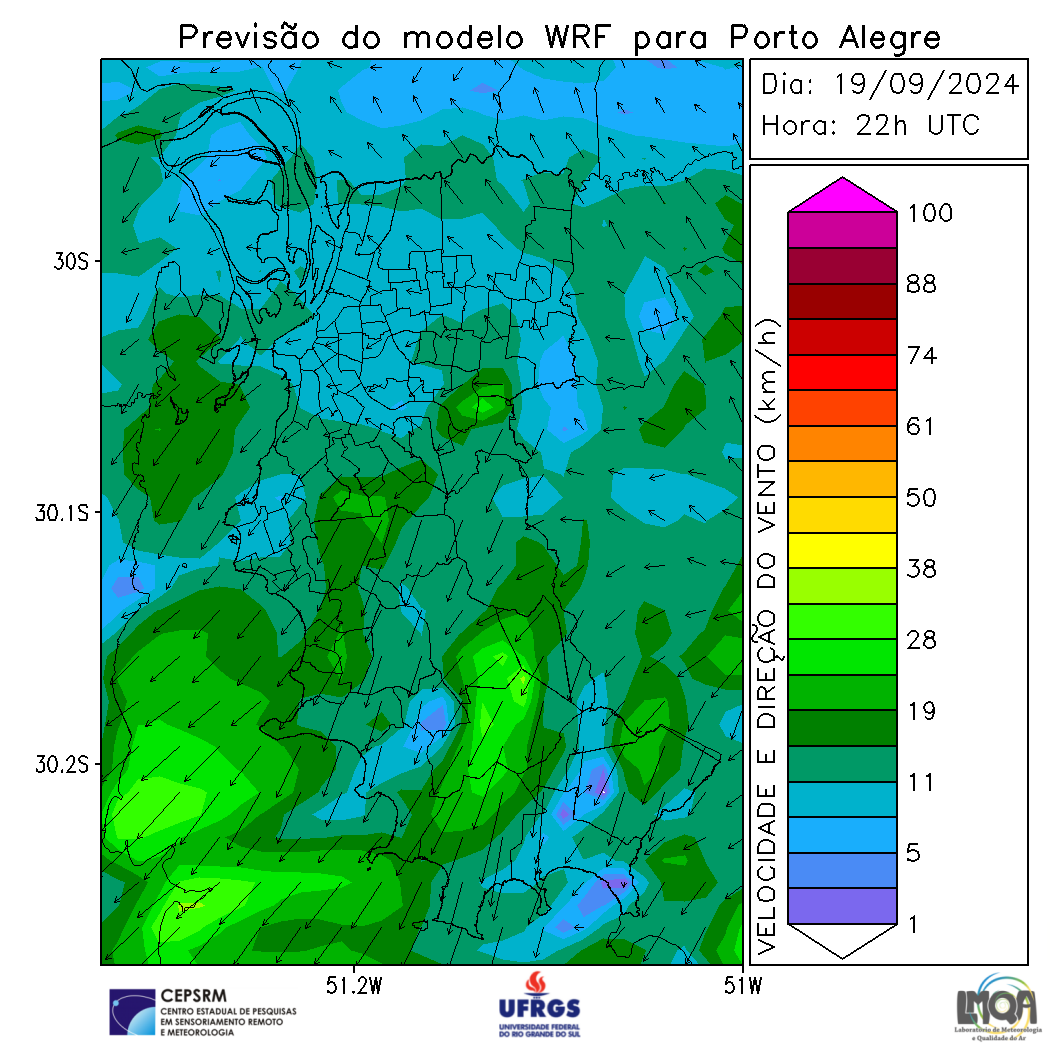 Previsão do modelo WRF para Porto Alegre
Dia: 19/09/2024
Hora: 22h UTC
30S
30.1S
30.2S
51.2W
51W
VELOCIDADE E DIREÇÃO DO VENTO (km/h)
100
88
74
61
50
38
28
19
11
5
1
CEPSRM
CENTRO ESTADUAL DE PESQUISAS
EM SENSORIAMENTO REMOTO
E METEOROLOGIA
UFRGS
UNIVERSIDADE FEDERAL
DO RIO GRANDE DO SUL
LMQA
Laboratório de Meteorologia
e Qualidade do Ar